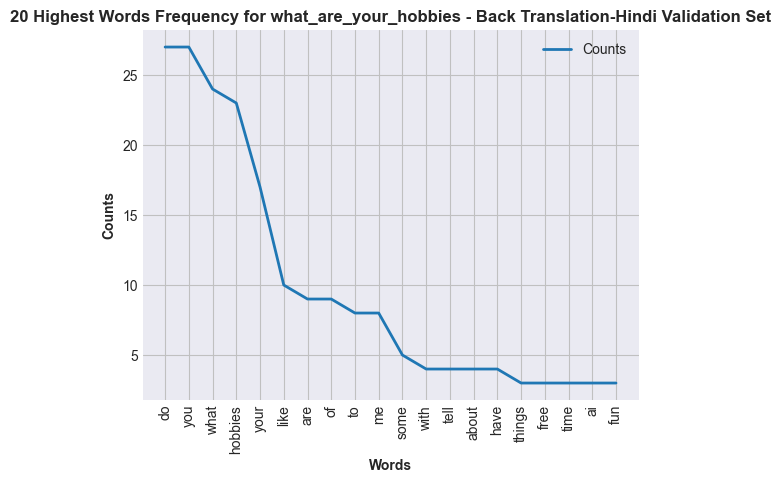 20 Highest Words Frequency for what_are_your_hobbies - Back Translation-Hindi Validation Set
Counts
25
20
15
10
5
Counts
do
you
what
hobbies
your
like
are
of
to
me
some
with
tell
about
have
things
free
time
ai
fun
Words